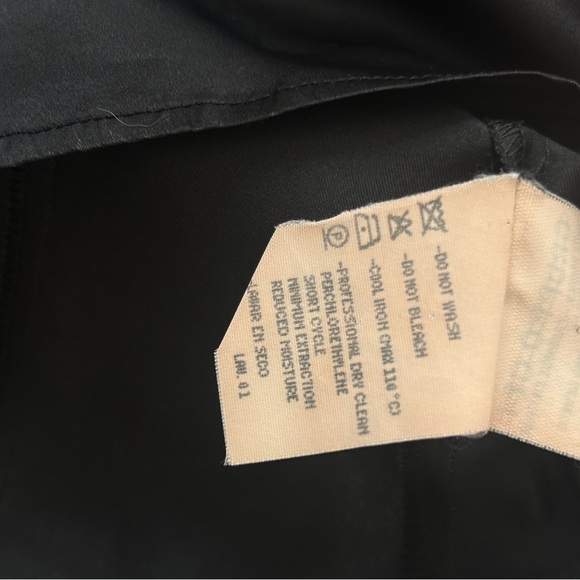 -DO NOT WASH
-DO NOT BLEACH
-COOL IRON (MAX 110°C)
-PROFESSIONAL DRY CLEAN
PERCHLORETHYLENE
SHORT CYCLE
MINIMUM EXTRACTION
REDUCED MOISTURE
LAVAR EN SECO
LAV. 01
P